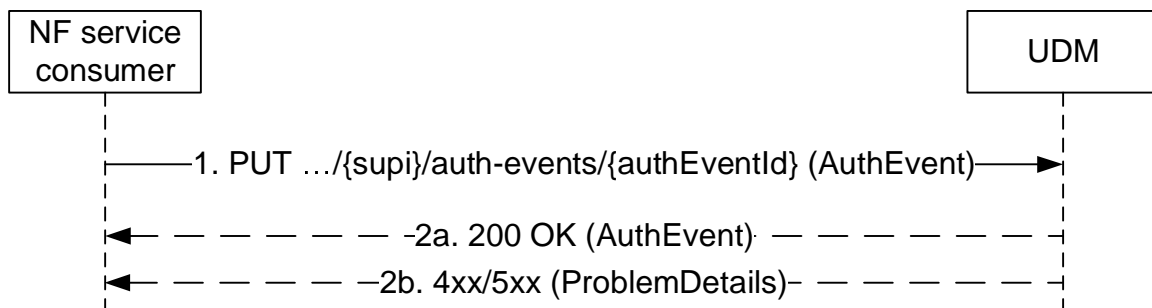 NF service
consumer
UDM
1. PUT …/{supi}/auth-events/{authEventId} (AuthEvent)
2a. 200 OK (AuthEvent)
2b. 4xx/5xx (ProblemDetails)